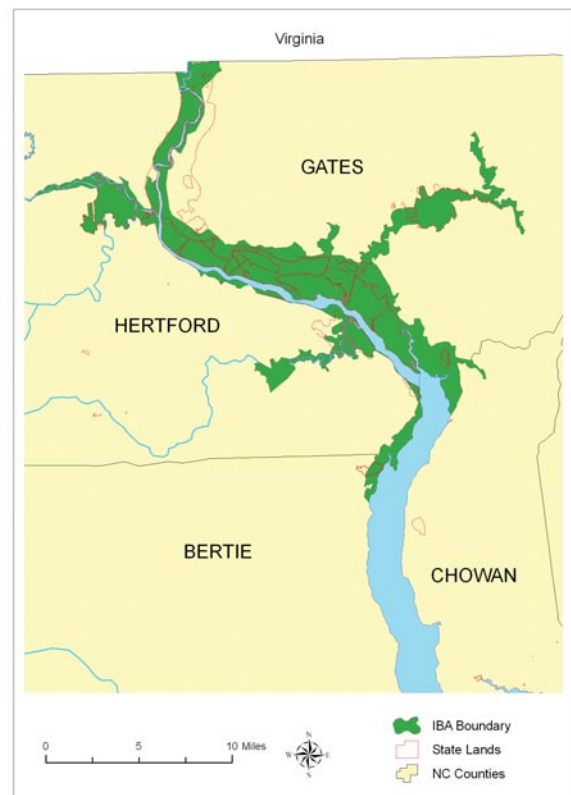 Virginia
GATES
HERTFORD
BERTIE
CHOWAN
0 5 10 Miles
N
W E
S
IBA Boundary
State Lands
NC Counties